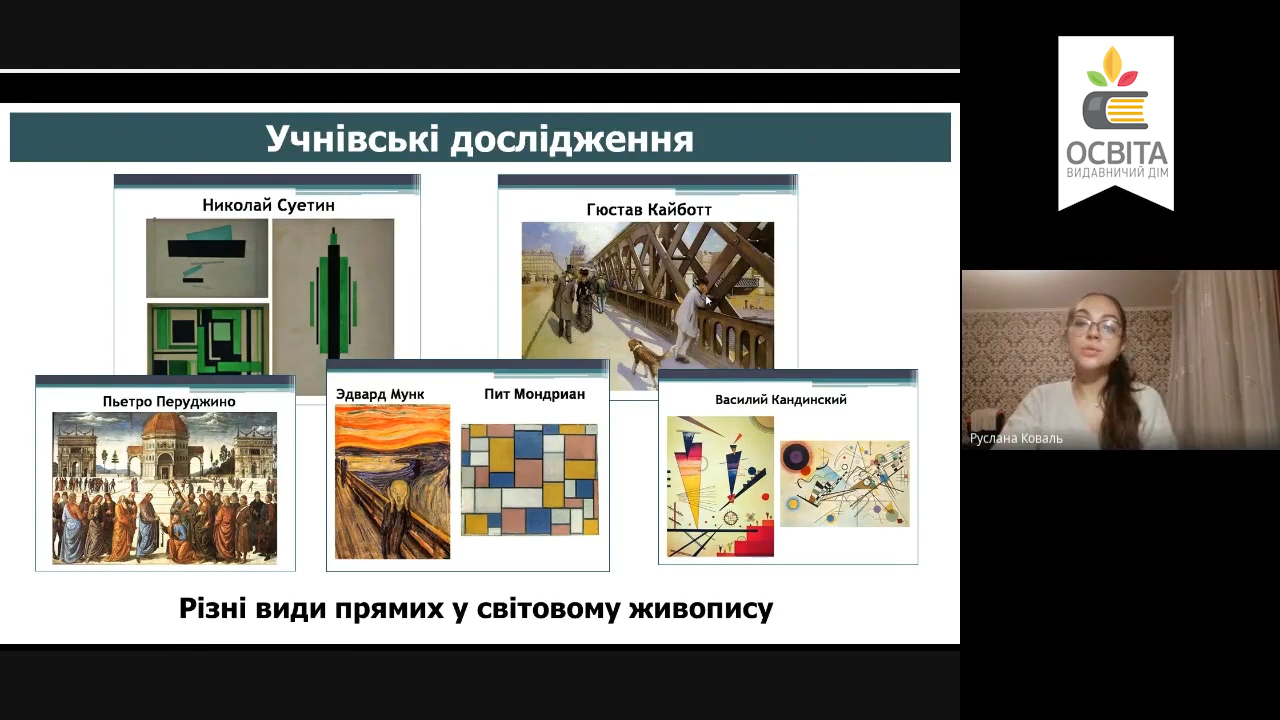 Учнівські дослідження
Николай Суетин
Гюстав Кайботт
Пьетро Перуджино
Эдвард Мунк
Пит Мондриан
Василий Кандинский
Різні види прямих у світовому живопису
ОСВІТА
ВИДАВНИЧИЙ ДІМ
Руслана Коваль